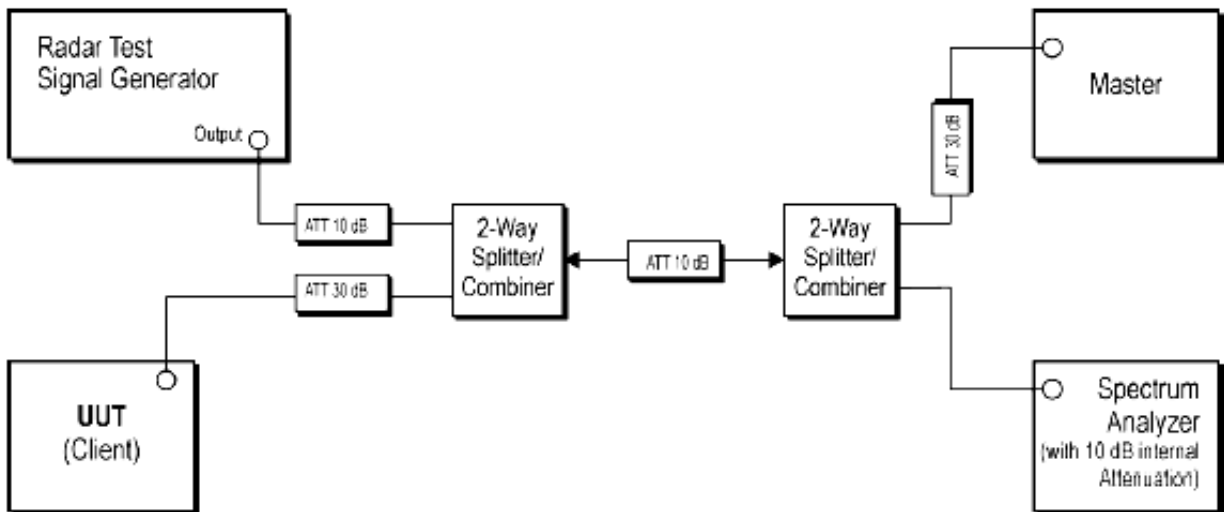 Radar Test
Signal Generator
Output
Master
ATT 30 dB
ATT 10 dB
2-Way
Splitter/
Combiner
ATT 10 dB
2-Way
Splitter/
Combiner
ATT 30 dB
UUT
(Client)
Spectrum
Analyzer
(with 10 dB internal
Attenuation)